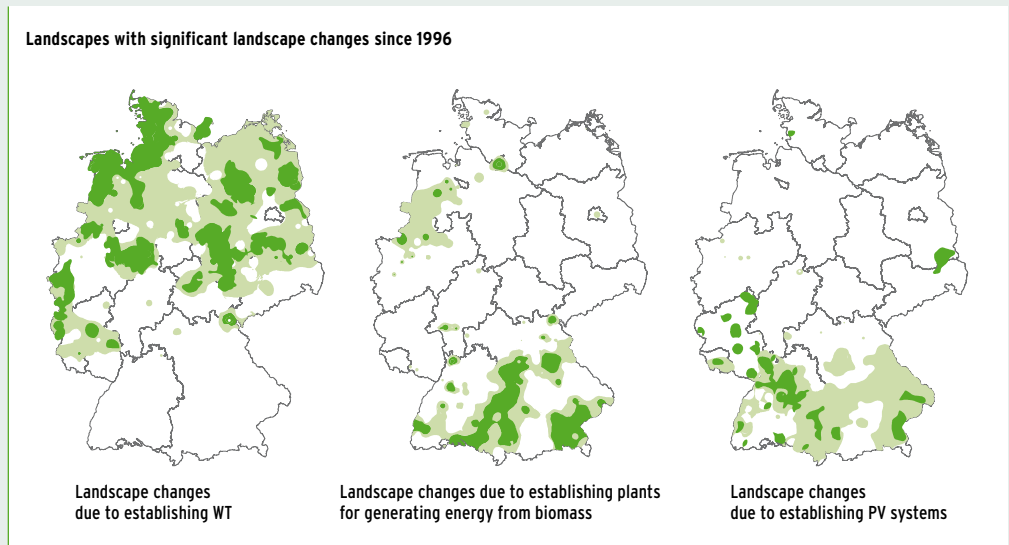 Landscapes with significant landscape changes since 1996
Landscape changes
due to establishing WT
Landscape changes due to establishing plants
for generating energy from biomass
Landscape changes
due to establishing PV systems